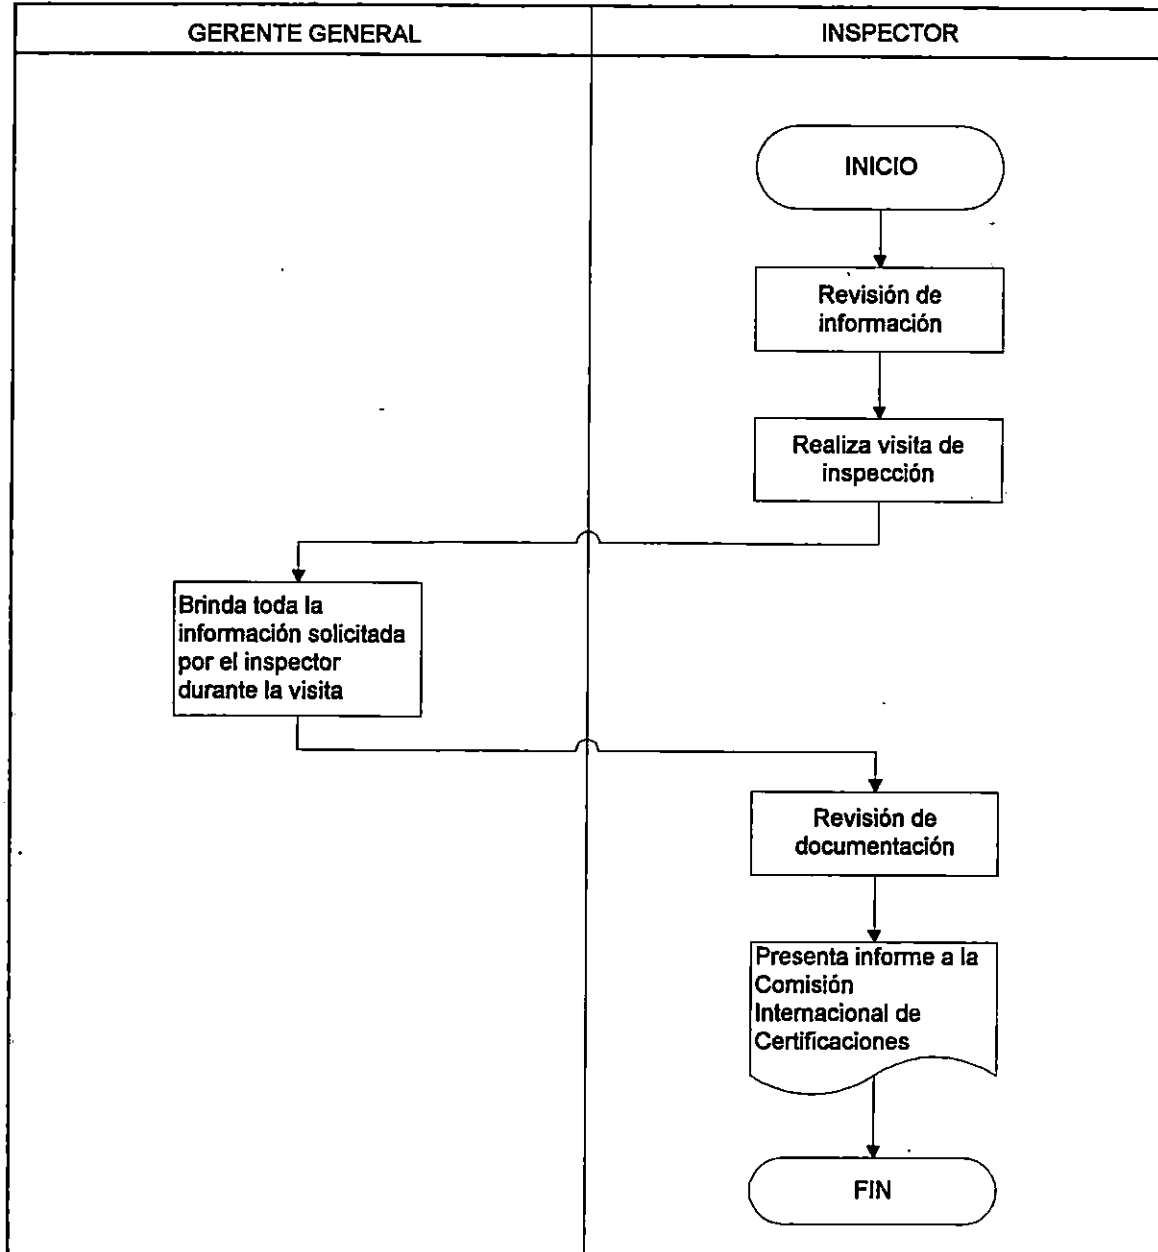 GERENTE GENERAL
INSPECTOR
INICIO
Revisión de
información
Realiza visita de
inspección
Brinda toda la
información solicitada
por el inspector
durante la visita
Revisión de
documentación
Presenta informe a la
Comisión
Internacional de
Certificaciones
FIN